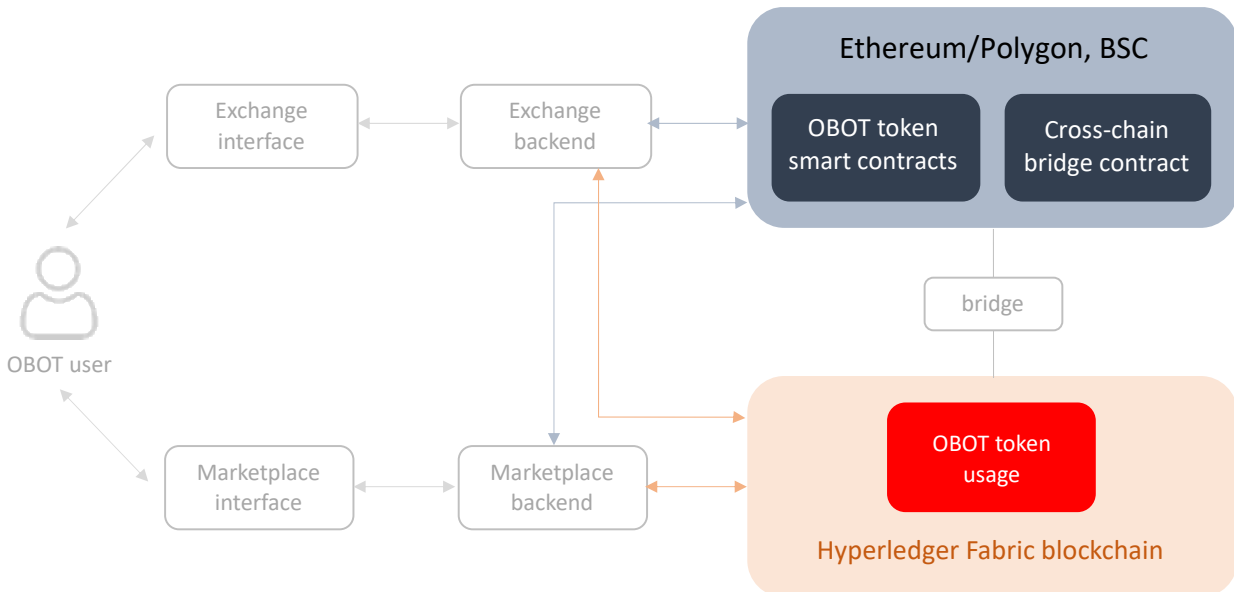 Ethereum/Polygon, BSC
Exchange
interface
Exchange
backend
OBOT token
smart contracts
Cross-chain
bridge contract
bridge
OBOT user
Marketplace
interface
Marketplace
backend
OBOT token
usage
Hyperledger Fabric blockchain